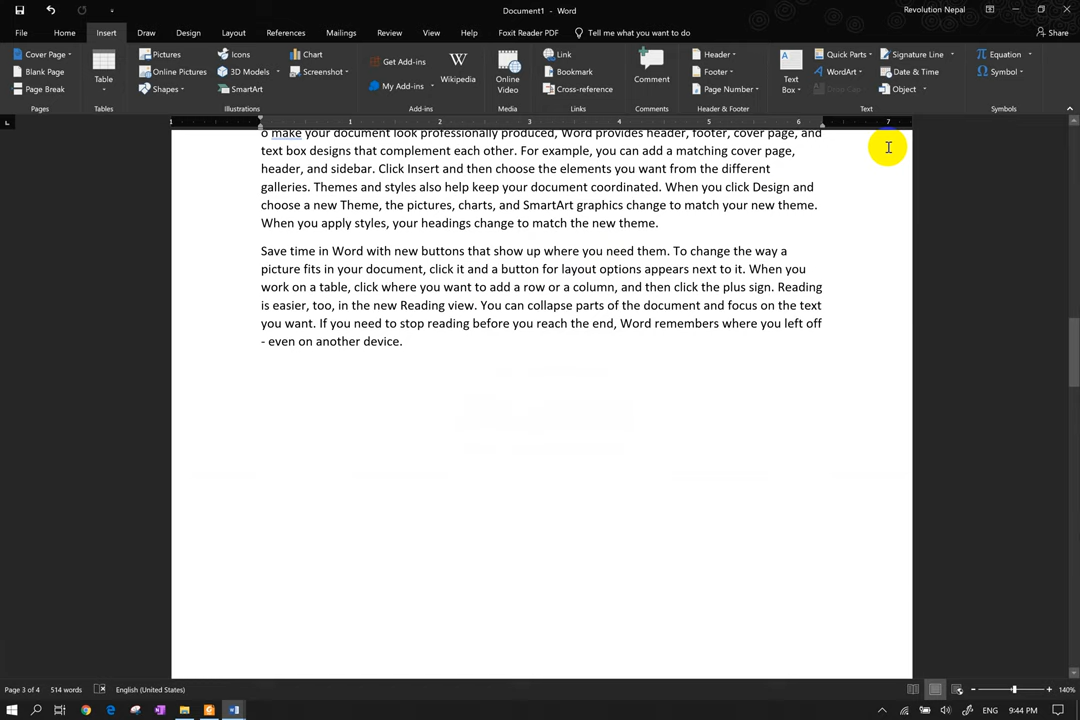 Document1 - Word
Revolution Nepal
File Home Insert Draw Design Layout References Mailings Review View Help Foxit Reader PDF Tell me what you want to do Share
Cover Page
Blank Page
Page Break
Pages
Table
Tables
Pictures
Online Pictures
Shapes
Icons
3D Models
SmartArt
Chart
Screenshot
Illustrations
Get Add-ins
My Add-ins
Wikipedia
Add-ins
Online
Video
Media
Link
Bookmark
Cross-reference
Links
Comment
Comments
Header
Footer
Page Number
Header & Footer
Text
Box
Quick Parts
WordArt
Drop Cap
Signature Line
Date & Time
Object
Text
Equation
Symbol
Symbols
1 1 2 3 4 5 6 7
o make your document look professionally produced, Word provides header, footer, cover page, and
text box designs that complement each other. For example, you can add a matching cover page,
header, and sidebar. Click Insert and then choose the elements you want from the different
galleries. Themes and styles also help keep your document coordinated. When you click Design and
choose a new Theme, the pictures, charts, and SmartArt graphics change to match your new theme.
When you apply styles, your headings change to match the new theme.
Save time in Word with new buttons that show up where you need them. To change the way a
picture fits in your document, click it and a button for layout options appears next to it. When you
work on a table, click where you want to add a row or a column, and then click the plus sign. Reading
is easier, too, in the new Reading view. You can collapse parts of the document and focus on the text
you want. If you need to stop reading before you reach the end, Word remembers where you left off
- even on another device.
Page 3 of 4 514 words English (United States) 140%
ENG 9:44 PM